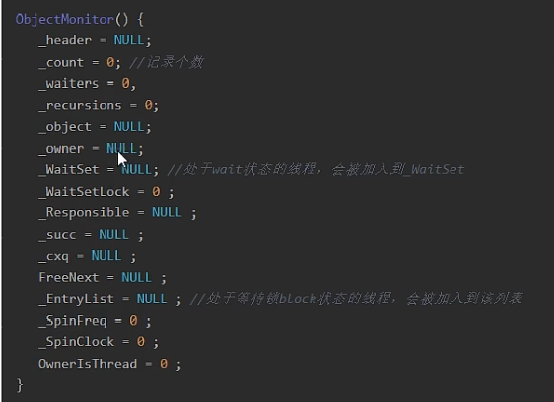 ObjectMonitor() {
_header = NULL;
_count = 0; //记录个数
_waiters = 0,
_recursions = 0;
_object = NULL;
_owner = NULL;
_WaitSet = NULL; //处于wait状态的线程，会被加入到_WaitSet
_WaitSetLock = 0 ;
_Responsible = NULL ;
_succ = NULL ;
_cxq = NULL ;
FreeNext = NULL ;
_EntryList = NULL ; //处于等待锁block状态的线程，会被加入到该列表
_SpinFreq = 0 ;
_SpinClock = 0 ;
OwnerIsThread = 0 ;
}